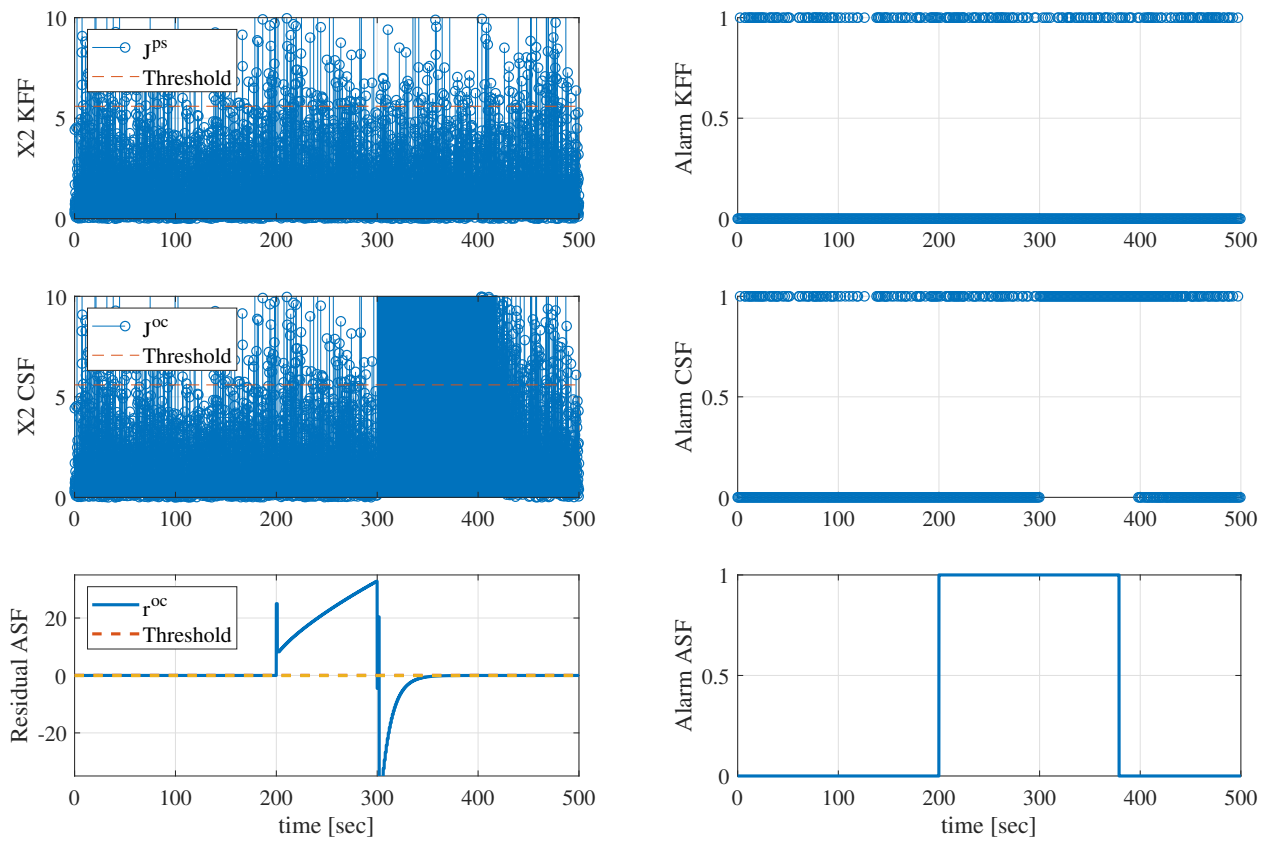 10
5
0
X2 KFF
J^ps
Threshold
0 100 200 300 400 500
1
0.5
0
Alarm KFF
0 100 200 300 400 500
10
5
0
X2 CSF
J^oc
Threshold
0 100 200 300 400 500
1
0.5
0
Alarm CSF
0 100 200 300 400 500
20
0
-20
Residual ASF
r^oc
Threshold
0 100 200 300 400 500
time [sec]
1
0.5
0
Alarm ASF
0 100 200 300 400 500
time [sec]